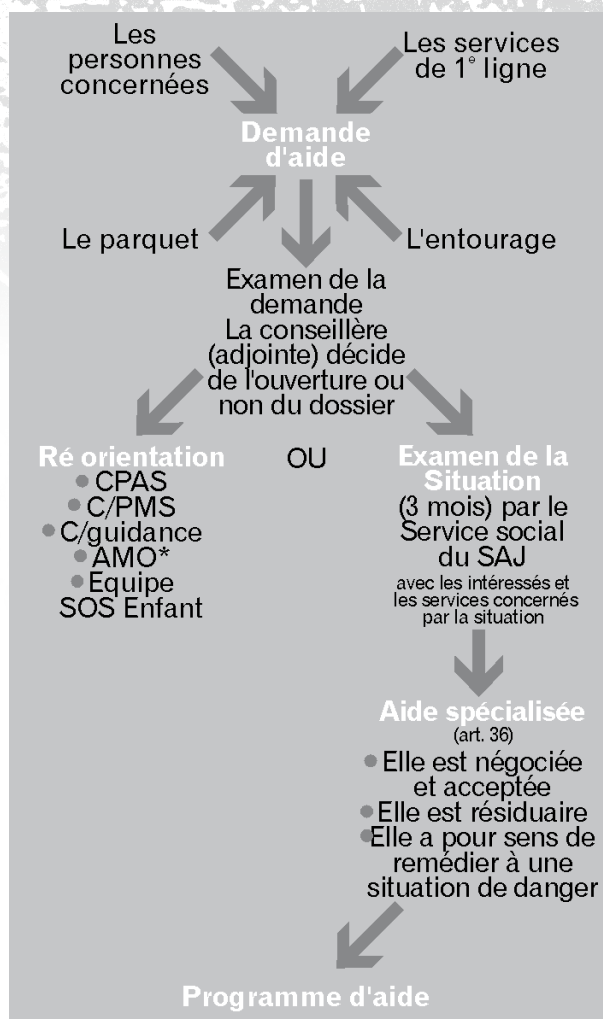 Les
personnes
concernées
Les services
de 1° ligne
Demande
d'aide
Le parquet
L'entourage
Examen de la
demande
La conseillère
(adjointe) décide
de l'ouverture ou
non du dossier
Ré orientation
• CPAS
• C/PMS
• C/guidance
• AMO*
• Equipe
SOS Enfant
OU
Examen de la
Situation
(3 mois) par le
Service social
du SAJ
avec les intéressés et
les services concernés
par la situation
Aide spécialisée
(art. 36)
• Elle est négociée
et acceptée
• Elle est résiduaire
• Elle a pour sens de
remédier à une
situation de danger
Programme d'aide